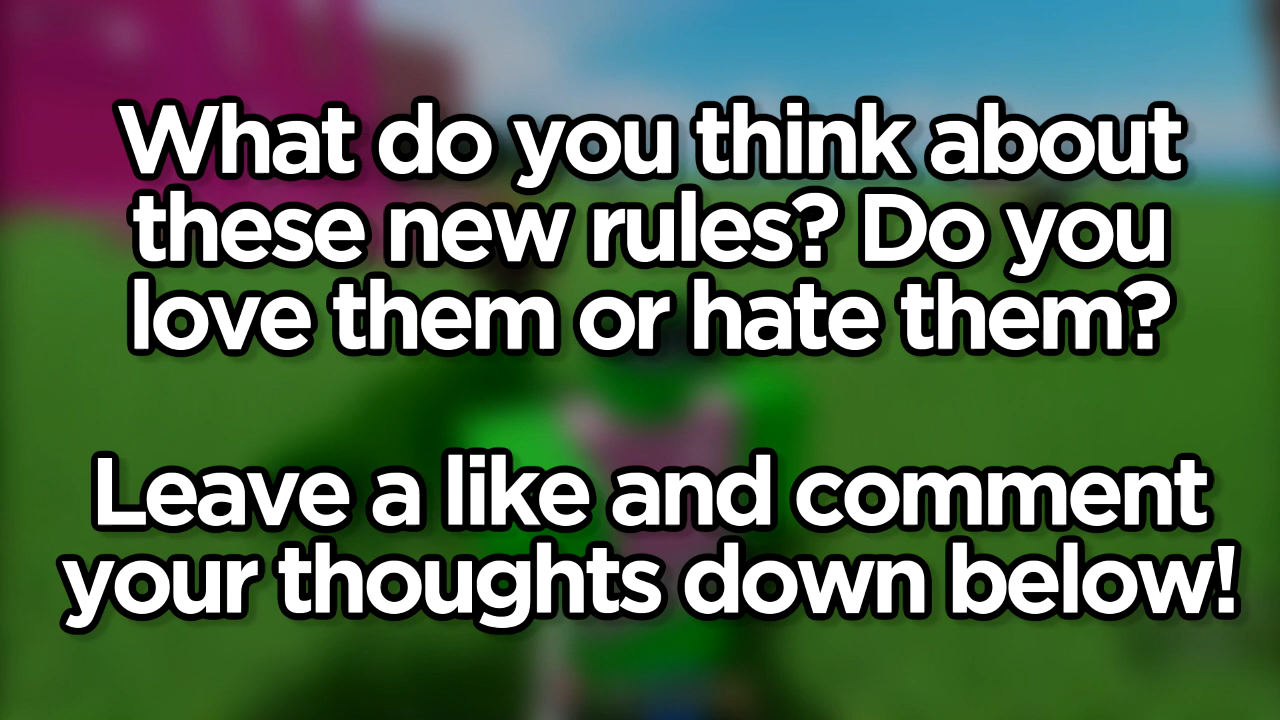 What do you think about
these new rules? Do you
love them or hate them?
Leave a like and comment
your thoughts down below!